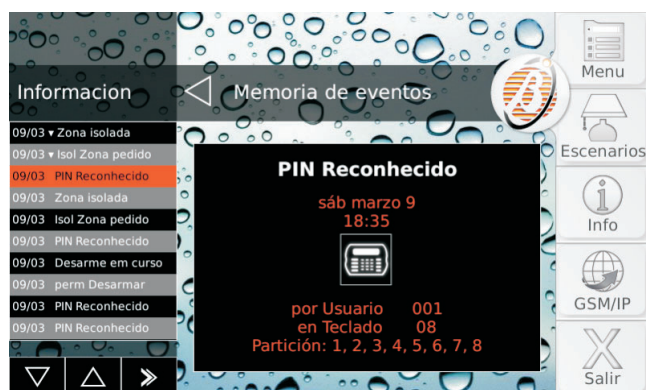 Informacion
Memoria de eventos
09/03 ▾ Zona isolada
09/03 ▾ Isol Zona pedido
09/03 PIN Reconhecido
09/03 Zona isolada
09/03 Isol Zona pedido
09/03 PIN Reconhecido
09/03 Desarme em curso
09/03 perm Desarmar
09/03 PIN Reconhecido
09/03 PIN Reconhecido
PIN Reconhecido
sáb marzo 9
18:35
por Usuario 001
en Teclado 08
Partición: 1, 2, 3, 4, 5, 6, 7, 8
Menu
Escenarios
Info
GSM/IP
Salir